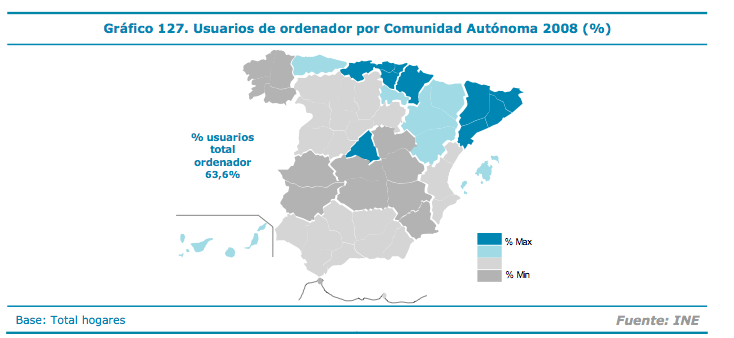 Gráfico 127. Usuarios de ordenador por Comunidad Autónoma 2008 (%)
% usuarios
total
ordenador
63,6%
% Max
% Min
Base: Total hogares
Fuente: INE